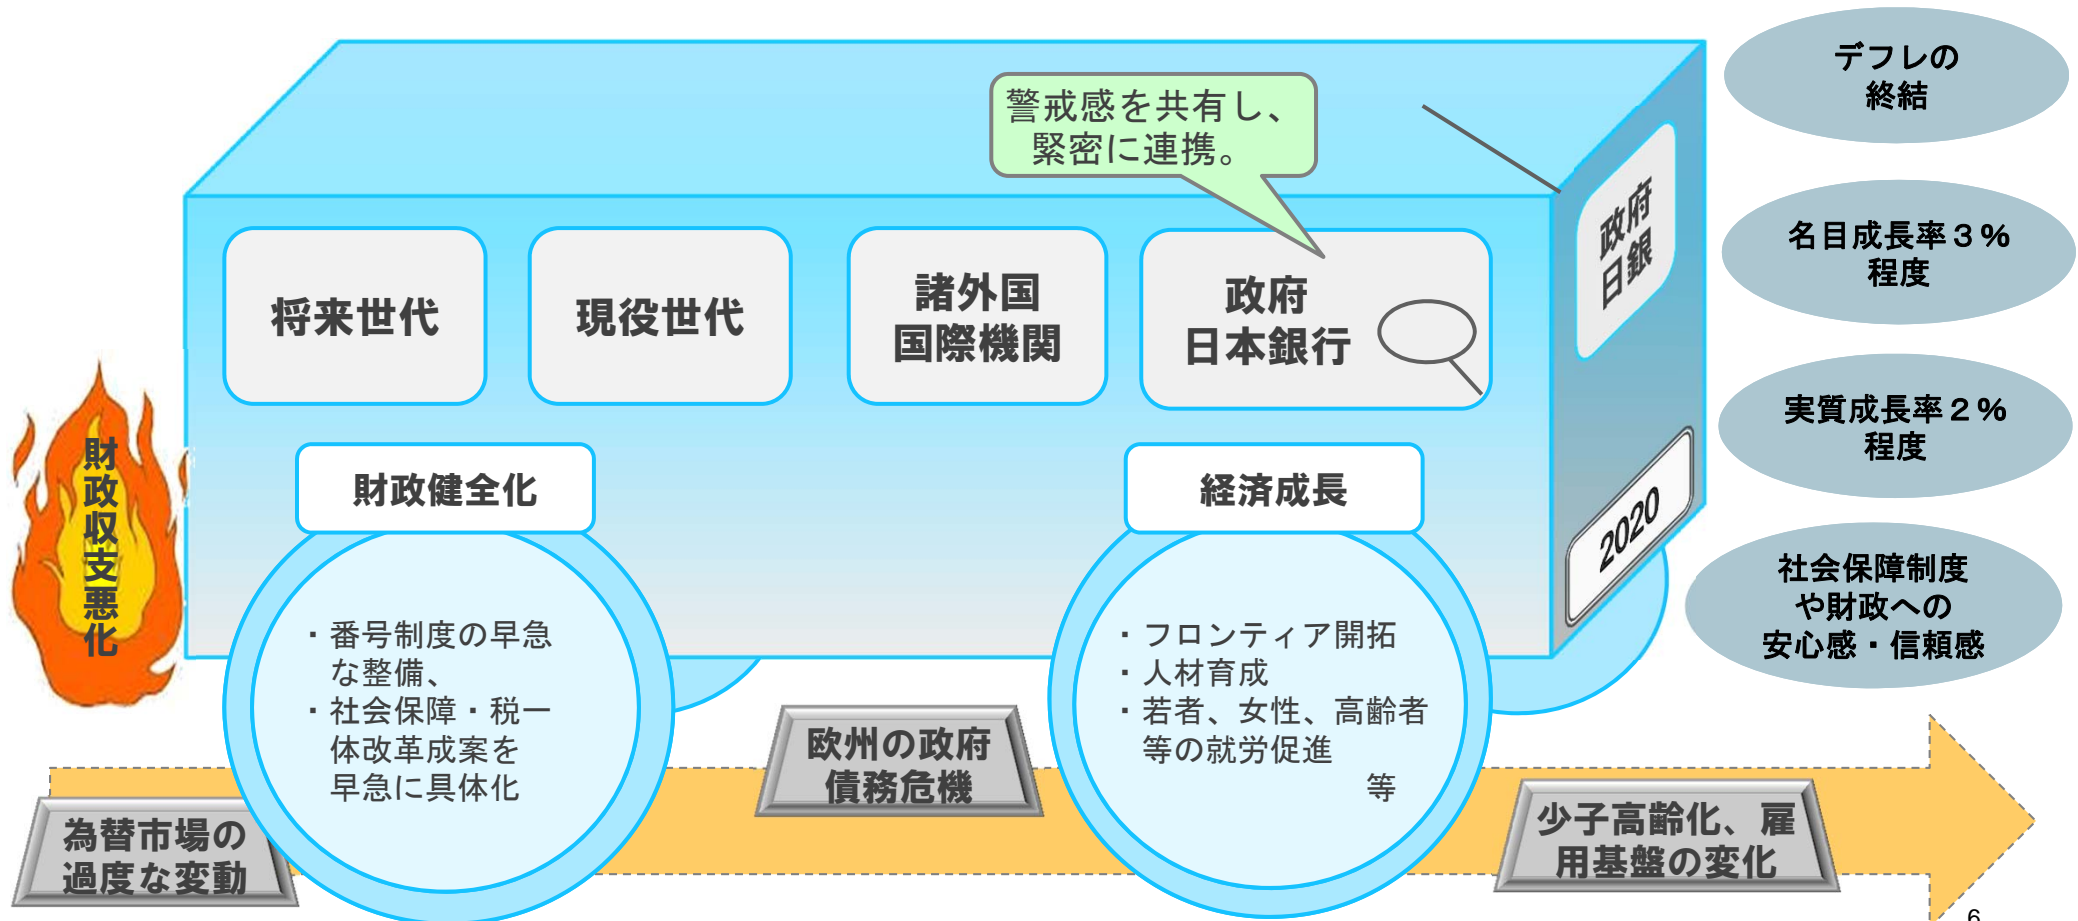 デフレの
終結
警戒感を共有し、
緊密に連携。
政府
日銀
名目成長率３％
程度
将来世代
現役世代
諸外国
国際機関
政府
日本銀行
実質成長率２％
程度
財政収支悪化
財政健全化
経済成長
2020
社会保障制度
や財政への
安心感・信頼感
・番号制度の早急
な整備、
・社会保障・税一
体改革成案を
早急に具体化
・フロンティア開拓
・人材育成
・若者、女性、高齢者
等の就労促進
等
欧州の政府
債務危機
為替市場の
過度な変動
少子高齢化、雇
用基盤の変化
6